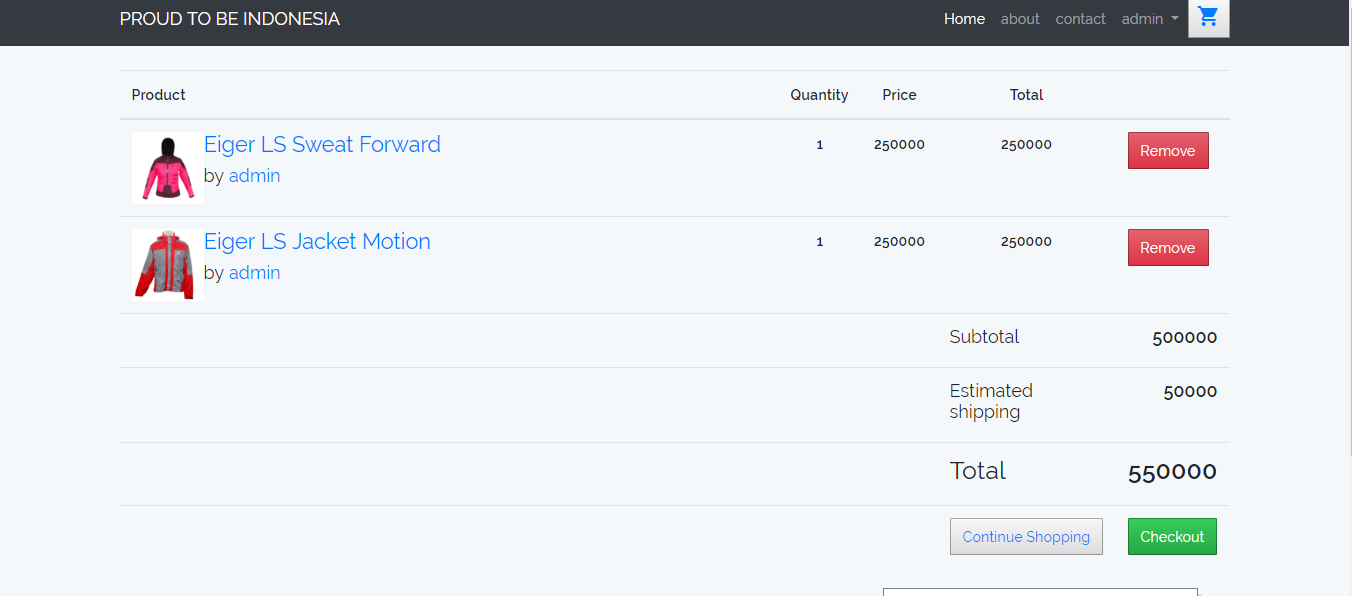 PROUD TO BE INDONESIA
Home about contact admin
Product Quantity Price Total
Eiger LS Sweat Forward 1 250000 250000 Remove
by admin
Eiger LS Jacket Motion 1 250000 250000 Remove
by admin
Subtotal 500000
Estimated 50000
shipping
Total 550000
Continue Shopping Checkout